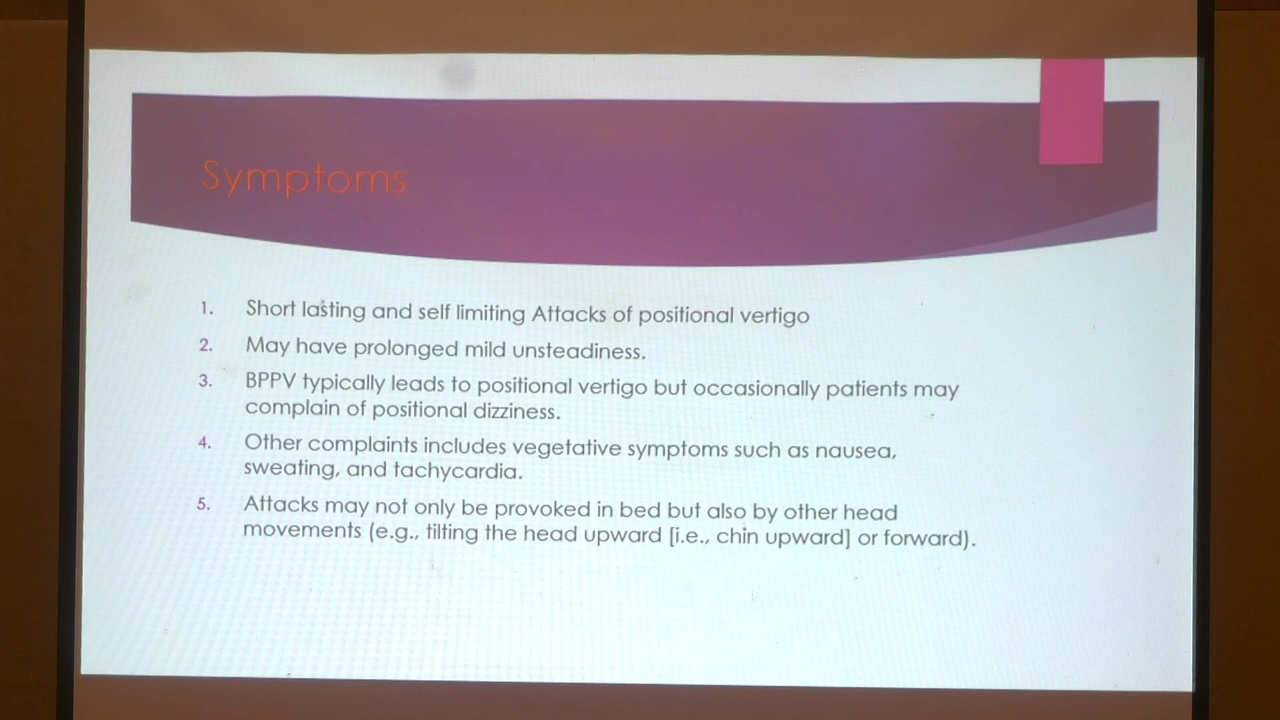 Symptoms
1. Short lasting and self limiting Attacks of positional vertigo
2. May have prolonged mild unsteadiness.
3. BPPV typically leads to positional vertigo but occasionally patients may
complain of positional dizziness.
4. Other complaints includes vegetative symptoms such as nausea,
sweating, and tachycardia.
5. Attacks may not only be provoked in bed but also by other head
movements (e.g., tilting the head upward [i.e., chin upward] or forward).